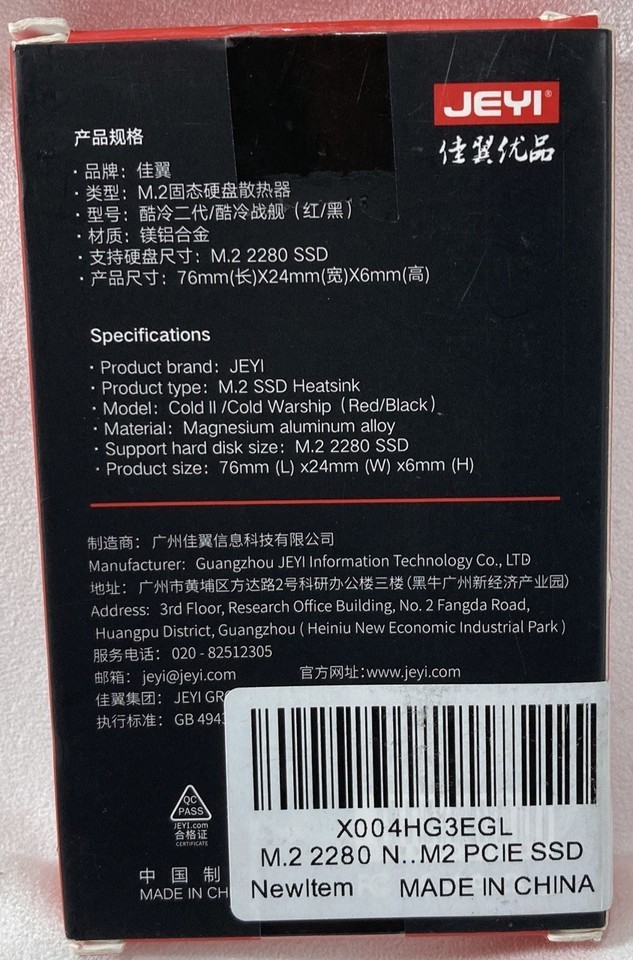 JEYI®
佳翼优品
产品规格
· 品牌：佳翼
· 类型：M.2固态硬盘散热器
· 型号：酷冷二代/酷冷战舰（红/黑）
· 材质：镁铝合金
· 支持硬盘尺寸：M.2 2280 SSD
· 产品尺寸：76mm(长)X24mm(宽)X6mm(高)
Specifications
· Product brand：JEYI
· Product type：M.2 SSD Heatsink
· Model：Cold II /Cold Warship（Red/Black）
· Material：Magnesium aluminum alloy
· Support hard disk size：M.2 2280 SSD
· Product size：76mm (L) x24mm (W) x6mm (H)
制造商：广州佳翼信息科技有限公司
Manufacturer: Guangzhou JEYI Information Technology Co., LTD
地址：广州市黄埔区方达路2号科研办公楼三楼(黑牛广州新经济产业园)
Address: 3rd Floor, Research Office Building, No. 2 Fangda Road,
Huangpu District, Guangzhou ( Heiniu New Economic Industrial Park )
服务电话：020 - 82512305
邮箱：jeyi@jeyi.com 官方网址:www.jeyi.com
佳翼集团：JEYI
执行标准：GB
QC
PASS
JEYI.com
合格证
CERTIFICATE
中 国 制
MADE IN
X004HG3EGL
M.2 2280 N..M2 PCIE SSD
NewItem MADE IN CHINA